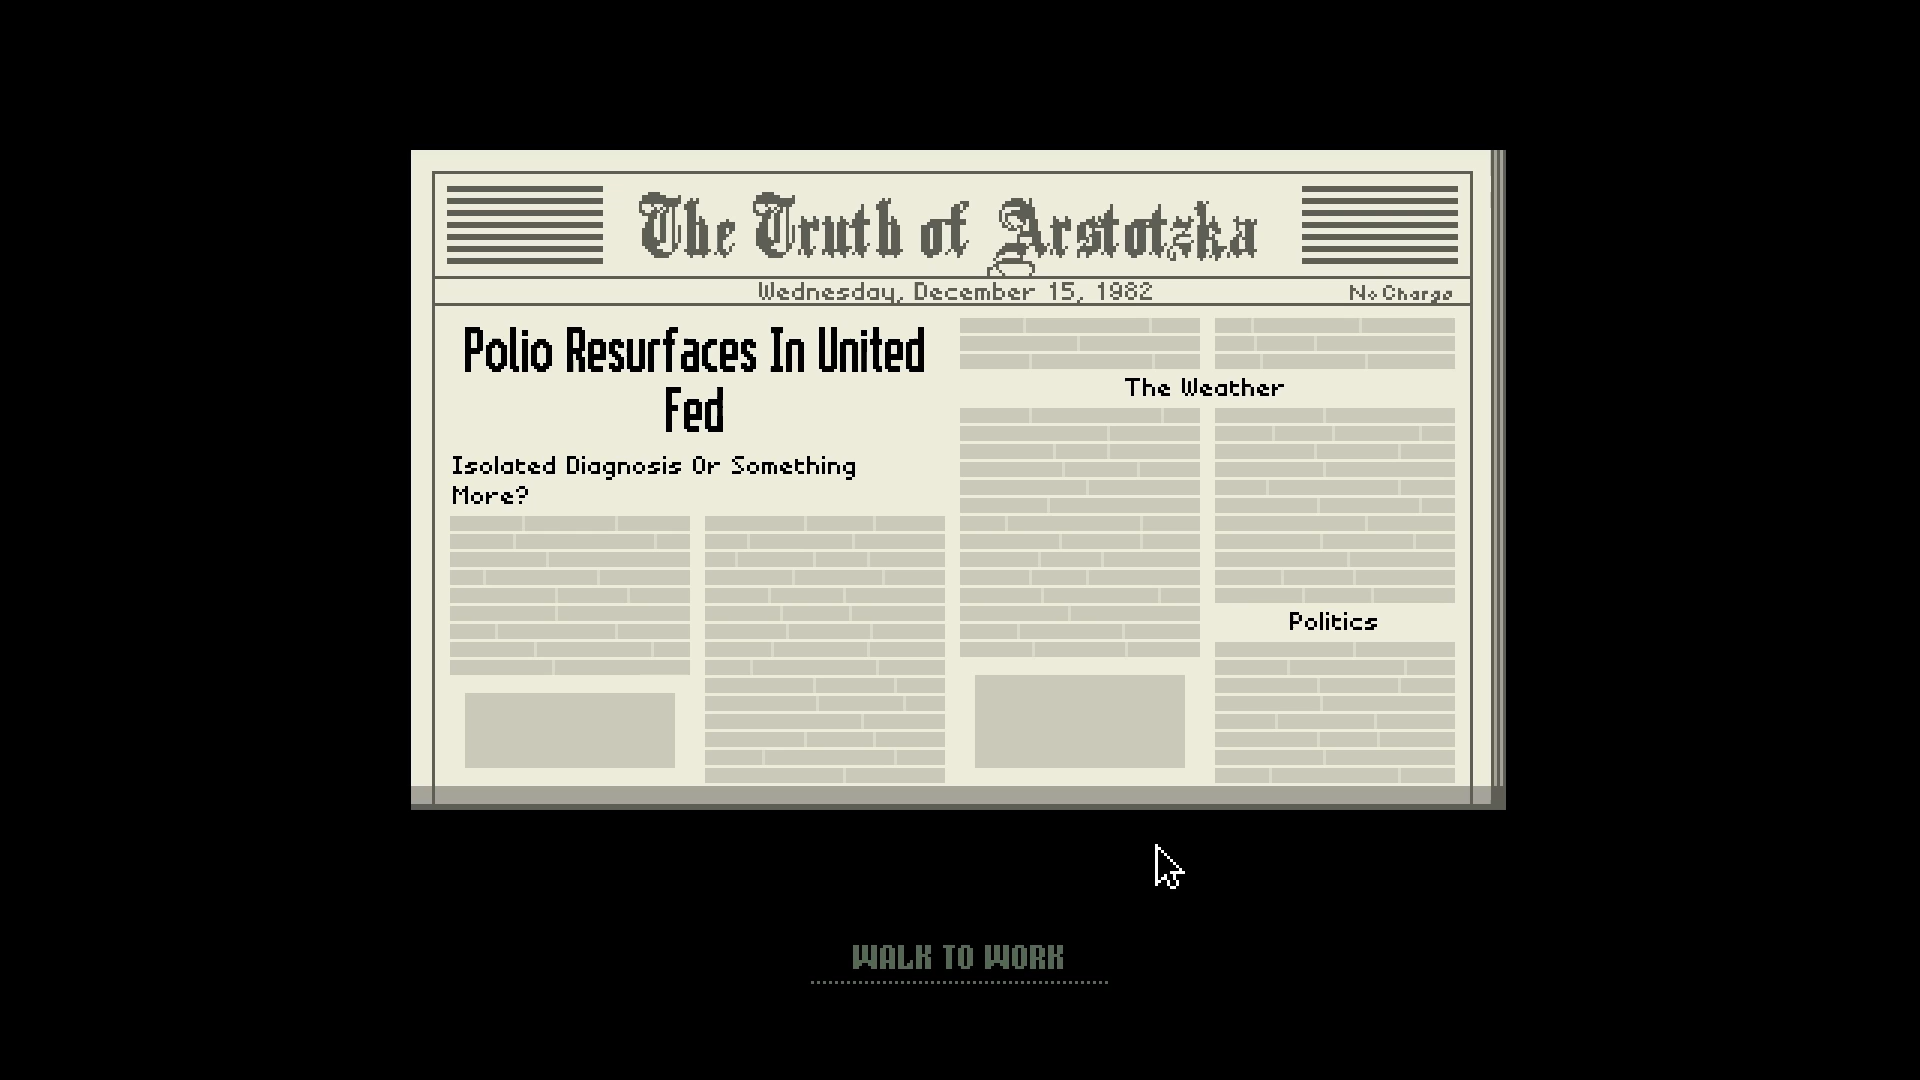 The Truth of Arstotzka
Wednesday, December 15, 1982
No Charge
Polio Resurfaces In United
Fed
Isolated Diagnosis Or Something
More?
The Weather
Politics
WALK TO WORK